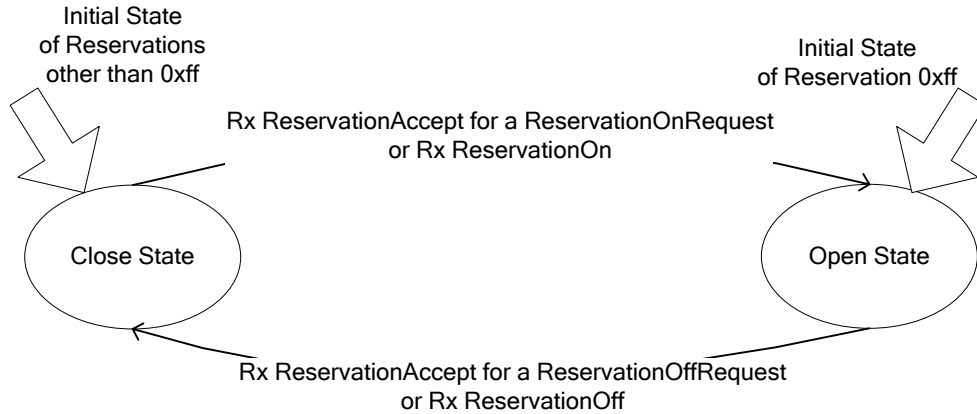 Initial State
of Reservations
other than 0xff
Initial State
of Reservation 0xff
Rx ReservationAccept for a ReservationOnRequest
or Rx ReservationOn
Close State
Open State
Rx ReservationAccept for a ReservationOffRequest
or Rx ReservationOff